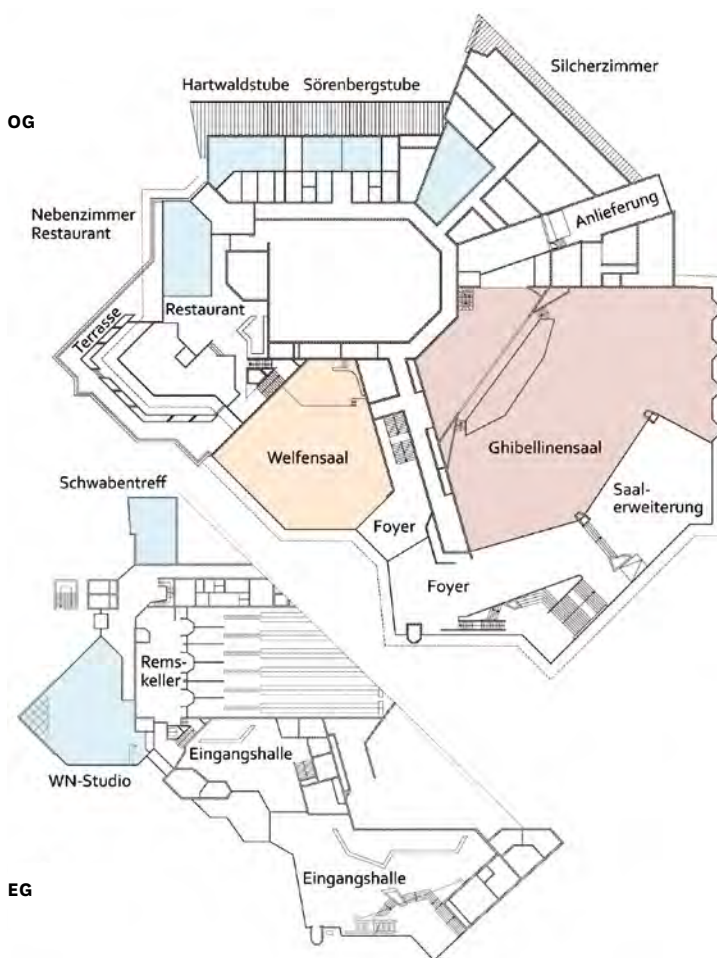 Silcherzimmer
Hartwaldstube
Sörenbergstube
OG
Anlieferung
Nebenzimmer
Restaurant
Restaurant
Terrasse
Welfensaal
Ghibellinensaal
Saal-
erweiterung
Foyer
Foyer
Schwabentreff
Rems-
keller
Eingangshalle
WN-Studio
Eingangshalle
EG